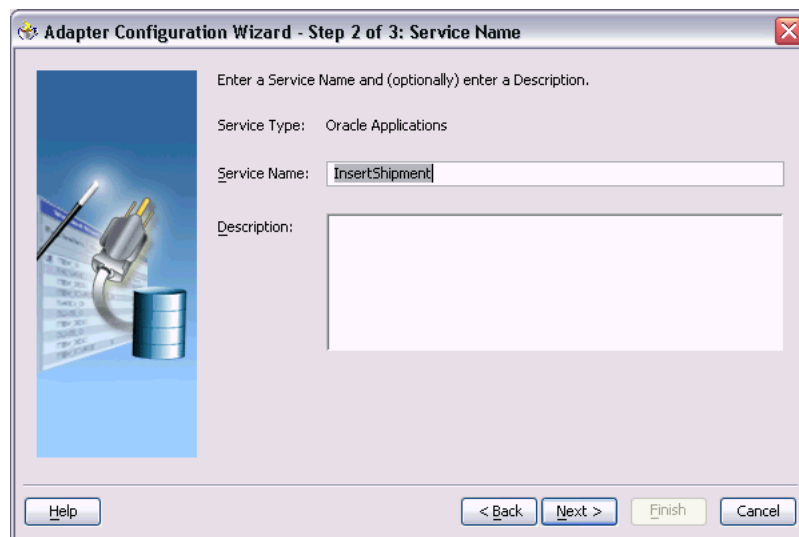 Adapter Configuration Wizard - Step 2 of 3: Service Name
Enter a Service Name and (optionally) enter a Description.
Service Type: Oracle Applications
Service Name: InsertShipment
Description:
Help
< Back
Next >
Finish
Cancel